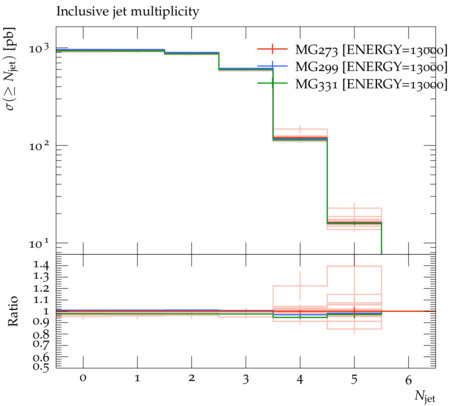 Inclusive jet multiplicity
σ(≥ Njet) [pb]
10³
MG273 [ENERGY=13000]
MG299 [ENERGY=13000]
MG331 [ENERGY=13000]
10²
10¹
Ratio
1.4
1.3
1.2
1.1
1
0.9
0.8
0.7
0.6
0.5
0 1 2 3 4 5 6
Njet